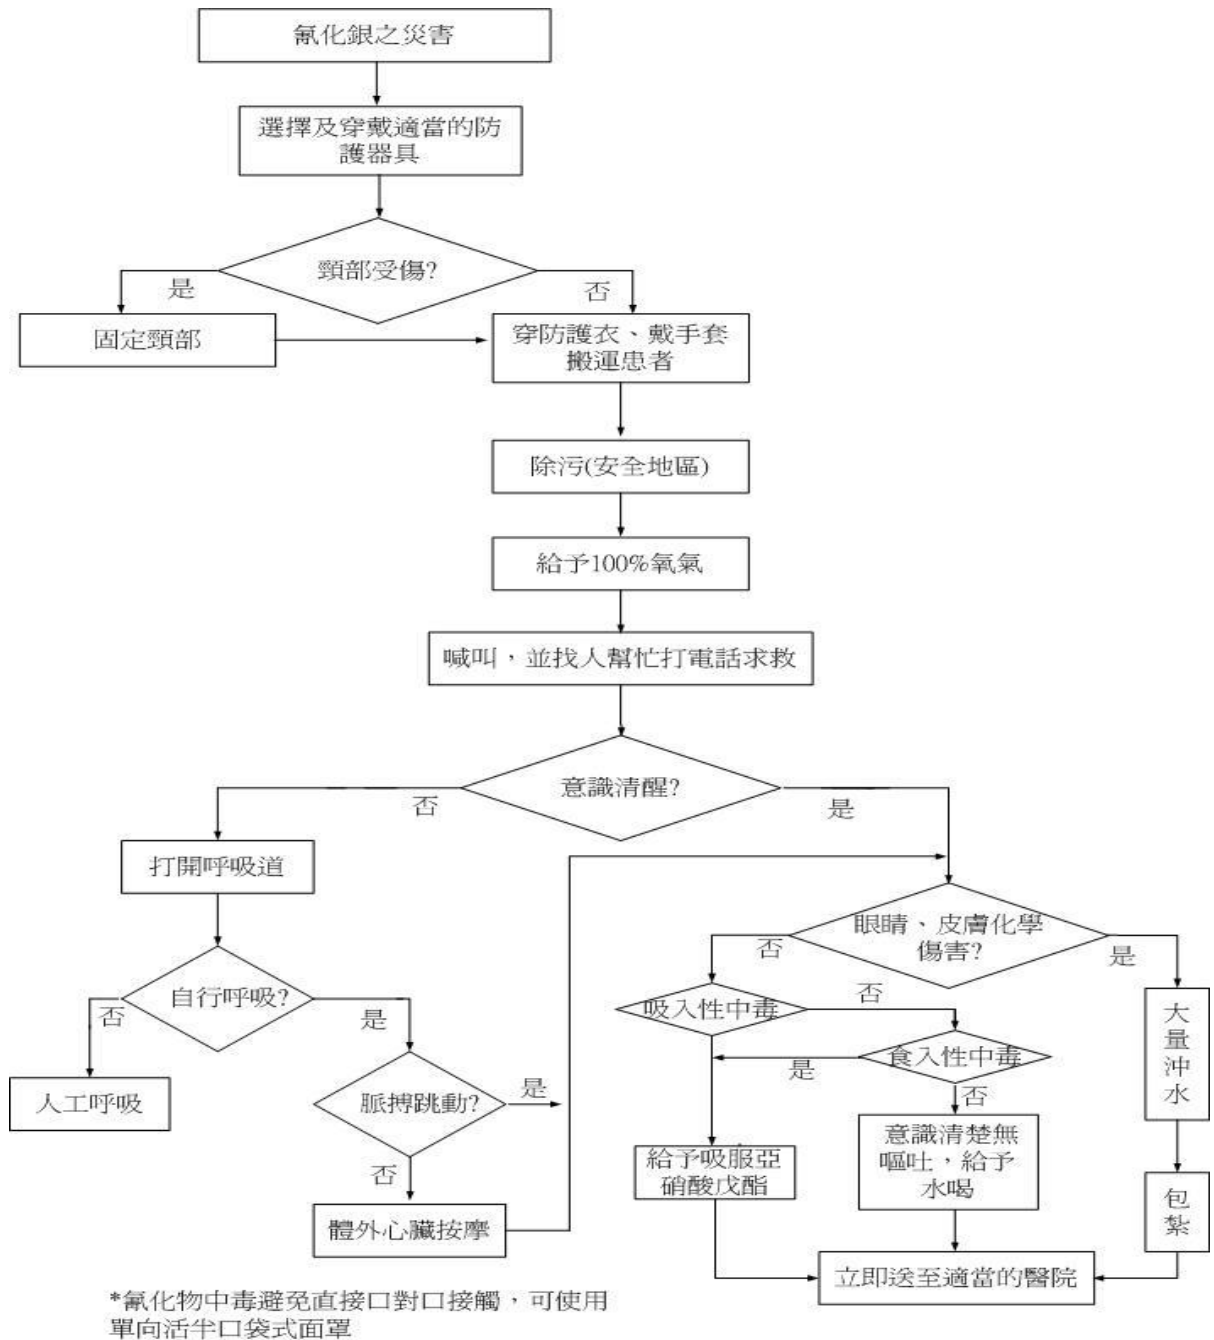 氰化銀之災害
選擇及穿戴適當的防
護器具
頸部受傷?
是
否
固定頸部
穿防護衣、戴手套
搬運患者
除污(安全地區)
給予100%氧氣
喊叫，並找人幫忙打電話求救
意識清醒?
否
是
打開呼吸道
眼睛、皮膚化學
傷害?
否
是
自行呼吸?
否
是
吸入性中毒
否
大量沖水
食入性中毒
是
否
人工呼吸
脈搏跳動?
是
否
給予吸服亞
硝酸戊酯
意識清楚無
嘔吐，給予
水喝
包紮
體外心臟按摩
立即送至適當的醫院
*氰化物中毒避免直接口對口接觸，可使用
單向活半口袋式面罩